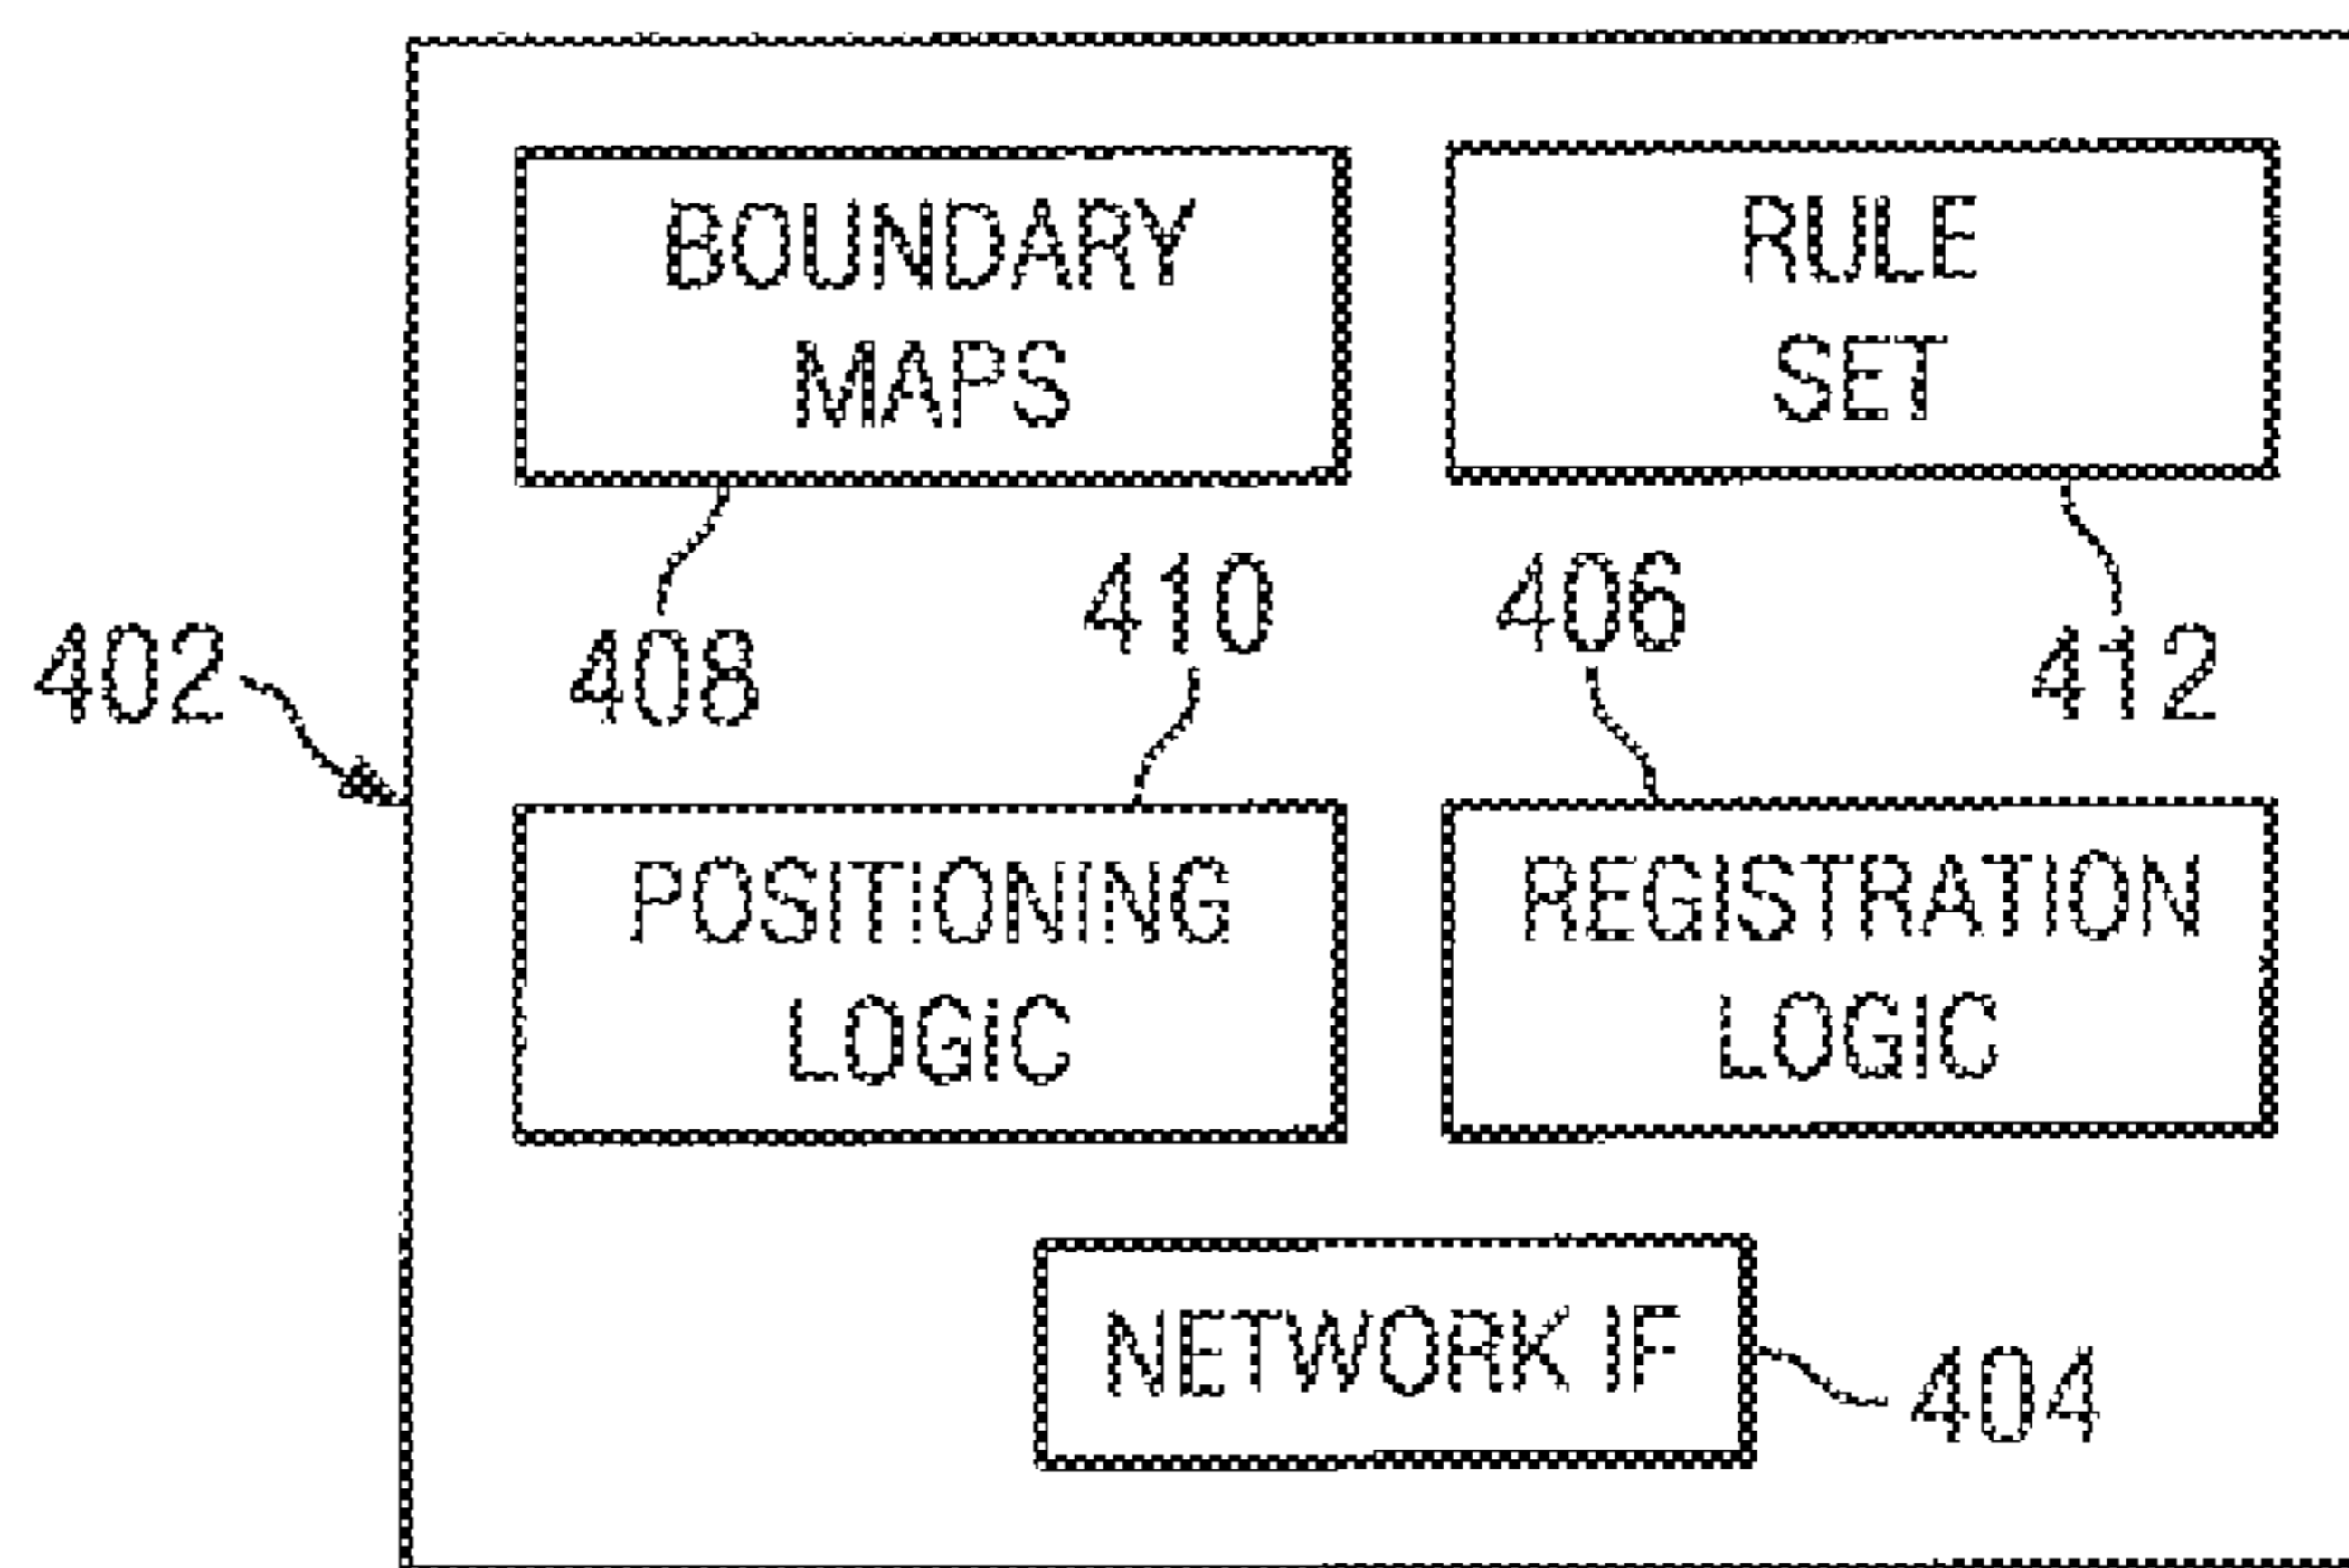 BOUNDARY
MAPS
RULE
SET
408
410
406
412
402
POSITIONING
LOGIC
REGISTRATION
LOGIC
NETWORK IF
404